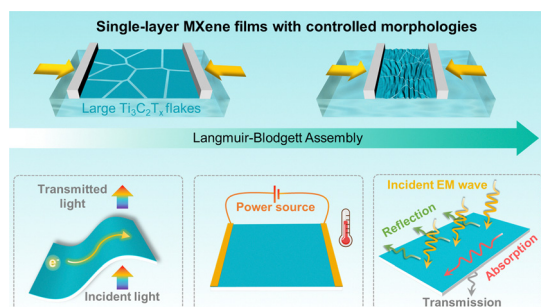 Single-layer MXene films with controlled morphologies
Large Ti₃C₂Tₓ flakes
Langmuir-Blodgett Assembly
Transmitted
light
e⁻
Incident light
Power source
Incident EM wave
Reflection
Absorption
Transmission